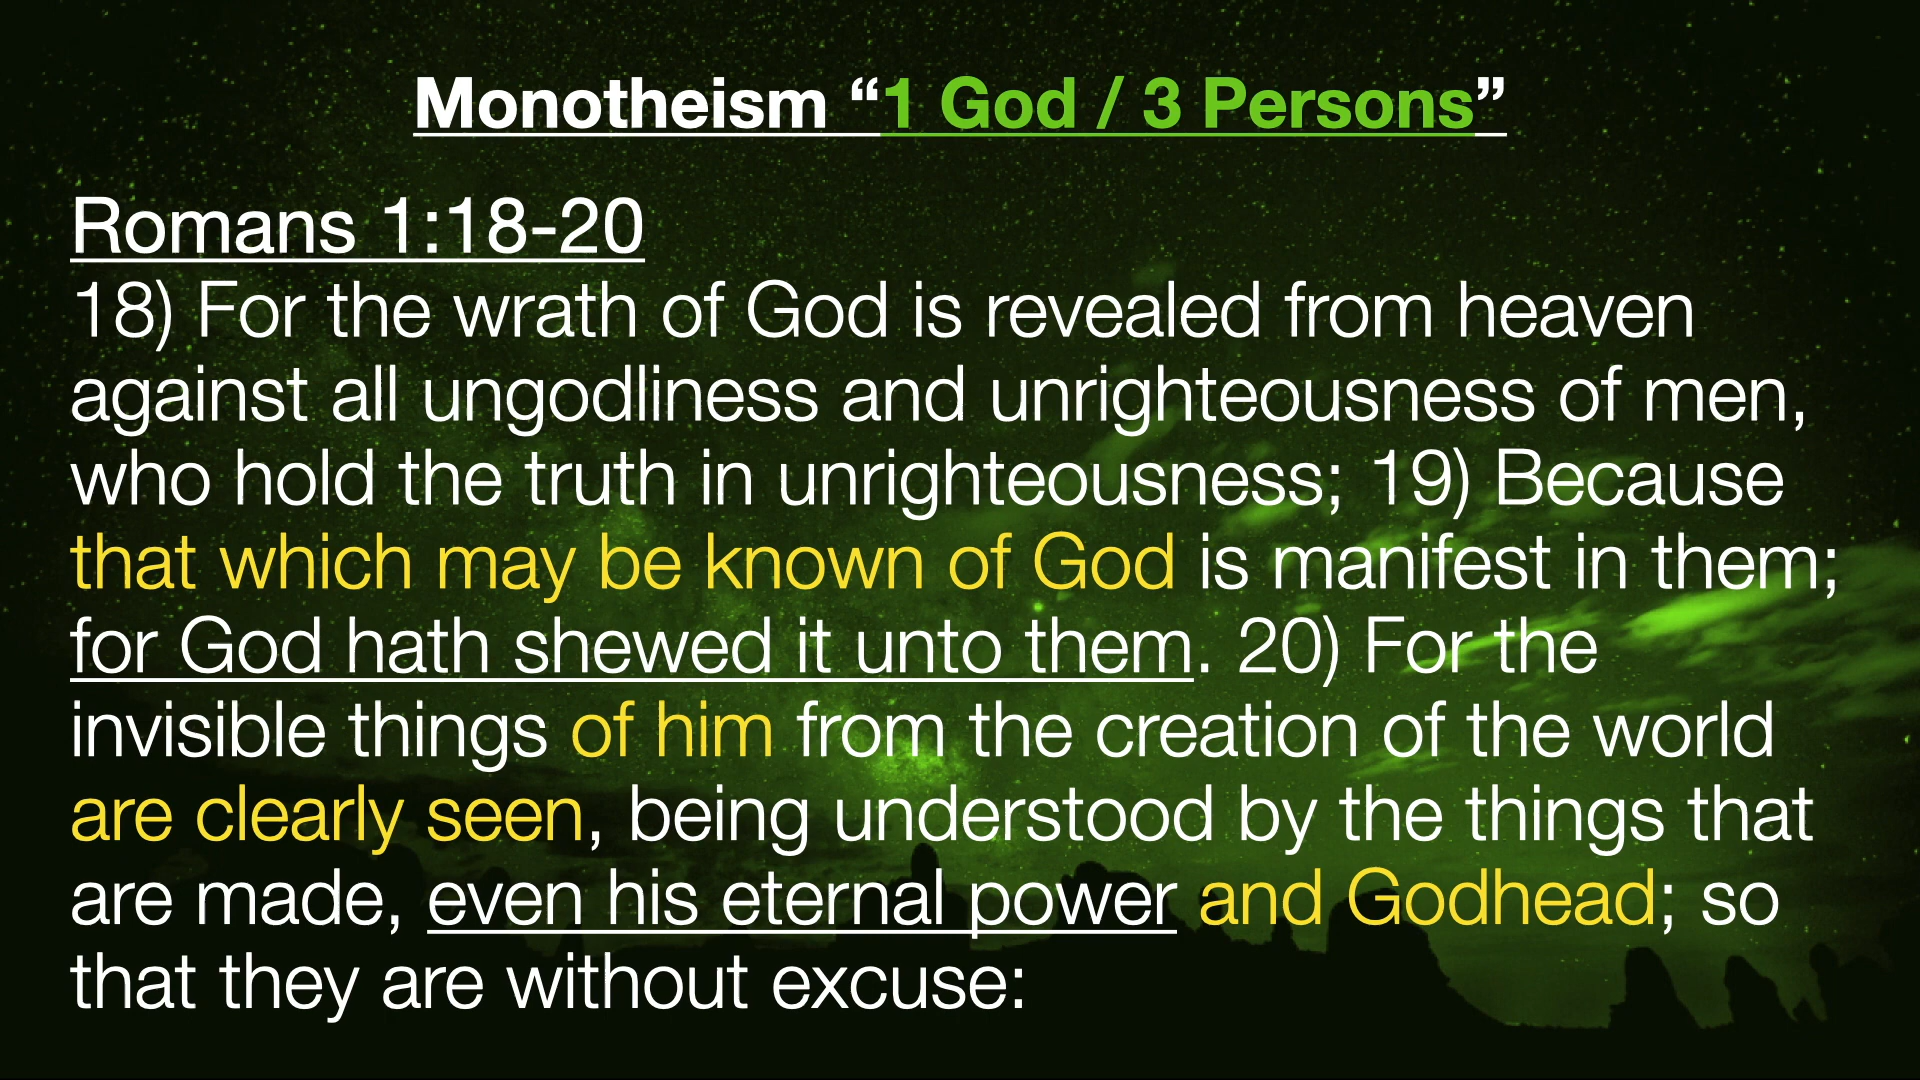 Monotheism “1 God / 3 Persons”
Romans 1:18-20
18) For the wrath of God is revealed from heaven
against all ungodliness and unrighteousness of men,
who hold the truth in unrighteousness; 19) Because
that which may be known of God is manifest in them;
for God hath shewed it unto them. 20) For the
invisible things of him from the creation of the world
are clearly seen, being understood by the things that
are made, even his eternal power and Godhead; so
that they are without excuse: